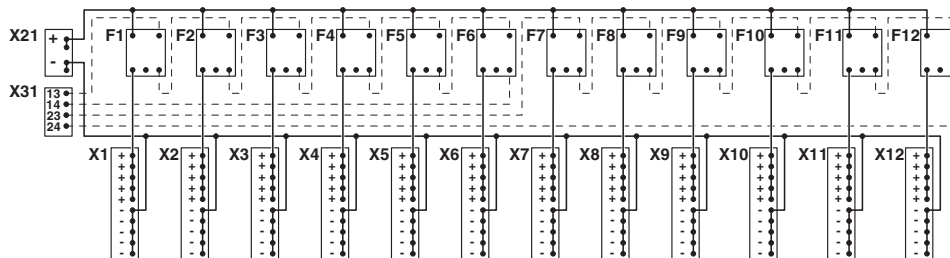 X21 + F1 F2 F3 F4 F5 F6 F7 F8 F9 F10 F11 F12
-
X31
13
14
23
24
X1 X2 X3 X4 X5 X6 X7 X8 X9 X10 X11 X12
+ + + + + + + + + + + +
+ + + + + + + + + + + +
+ + + + + + + + + + + +
+ + + + + + + + + + + +
+ + + + + + + + + + + +
- - - - - - - - - - - -
- - - - - - - - - - - -
- - - - - - - - - - - -
- - - - - - - - - - - -
- - - - - - - - - - - -